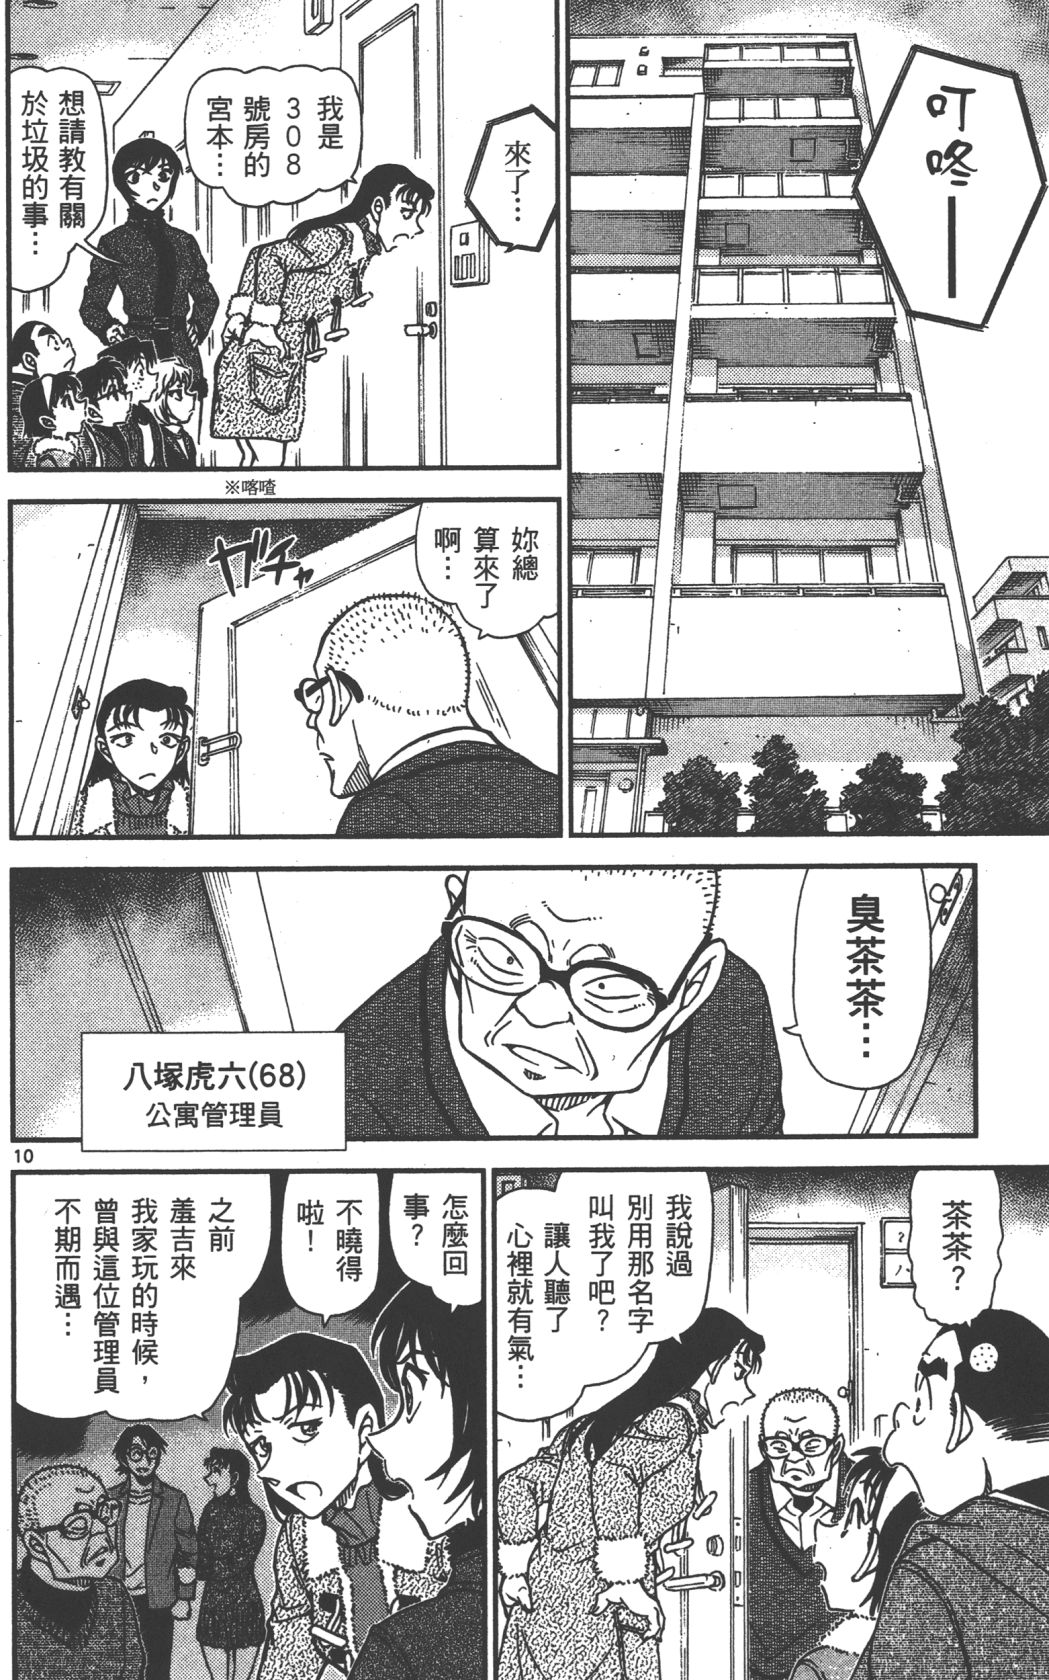 叮咚──
來了…
我是
308
號房的
宮本…
想請教有關
於垃圾的事…
※喀喳
ガチャ
妳總
算來了
啊…
臭茶茶…
八塚虎六(68)
公寓管理員
10
茶茶？
？
八
我說過
別用那名字
叫我了吧？
讓人聽了
心裡就有氣…
怎麼回
事？
不曉得
啦！
之前
羞吉來
我家玩的時候，
曾與這位管理員
不期而遇…